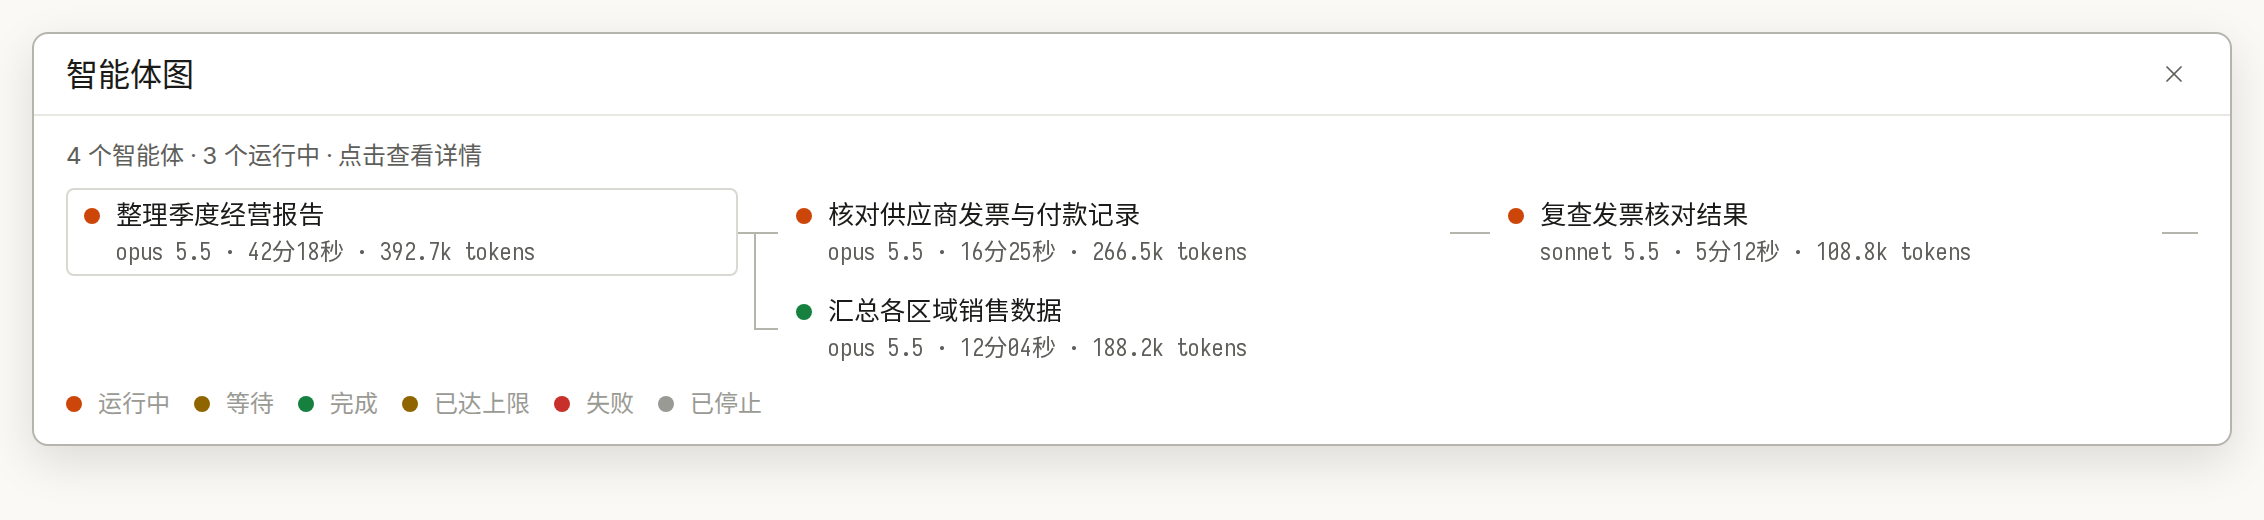 智能体图
4 个智能体 · 3 个运行中 · 点击查看详情
整理季度经营报告
opus 5.5 · 42分18秒 · 392.7k tokens
核对供应商发票与付款记录
opus 5.5 · 16分25秒 · 266.5k tokens
复查发票核对结果
sonnet 5.5 · 5分12秒 · 108.8k tokens
汇总各区域销售数据
opus 5.5 · 12分04秒 · 188.2k tokens
运行中 等待 完成 已达上限 失败 已停止